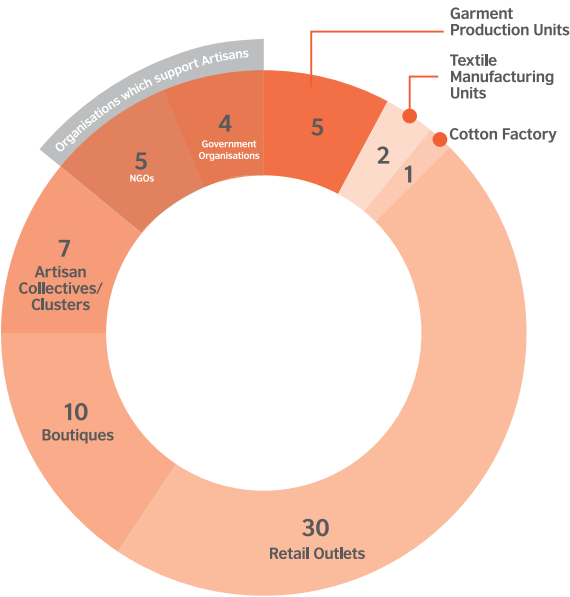 Garment
Production Units
Textile
Manufacturing
Units
Cotton Factory
Organisations which support Artisans
5
2
1
4
Government
Organisations
5
NGOs
7
Artisan
Collectives/
Clusters
10
Boutiques
30
Retail Outlets